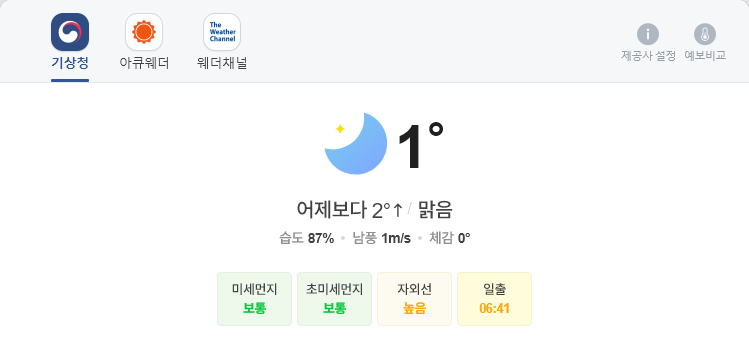 The
Weather
Channel
기상청 아큐웨더 웨더채널
제공사 설정 예보비교
1°
어제보다 2°↑ / 맑음
습도 87% • 남풍 1m/s • 체감 0°
미세먼지 초미세먼지 자외선 일출
보통 보통 높음 06:41